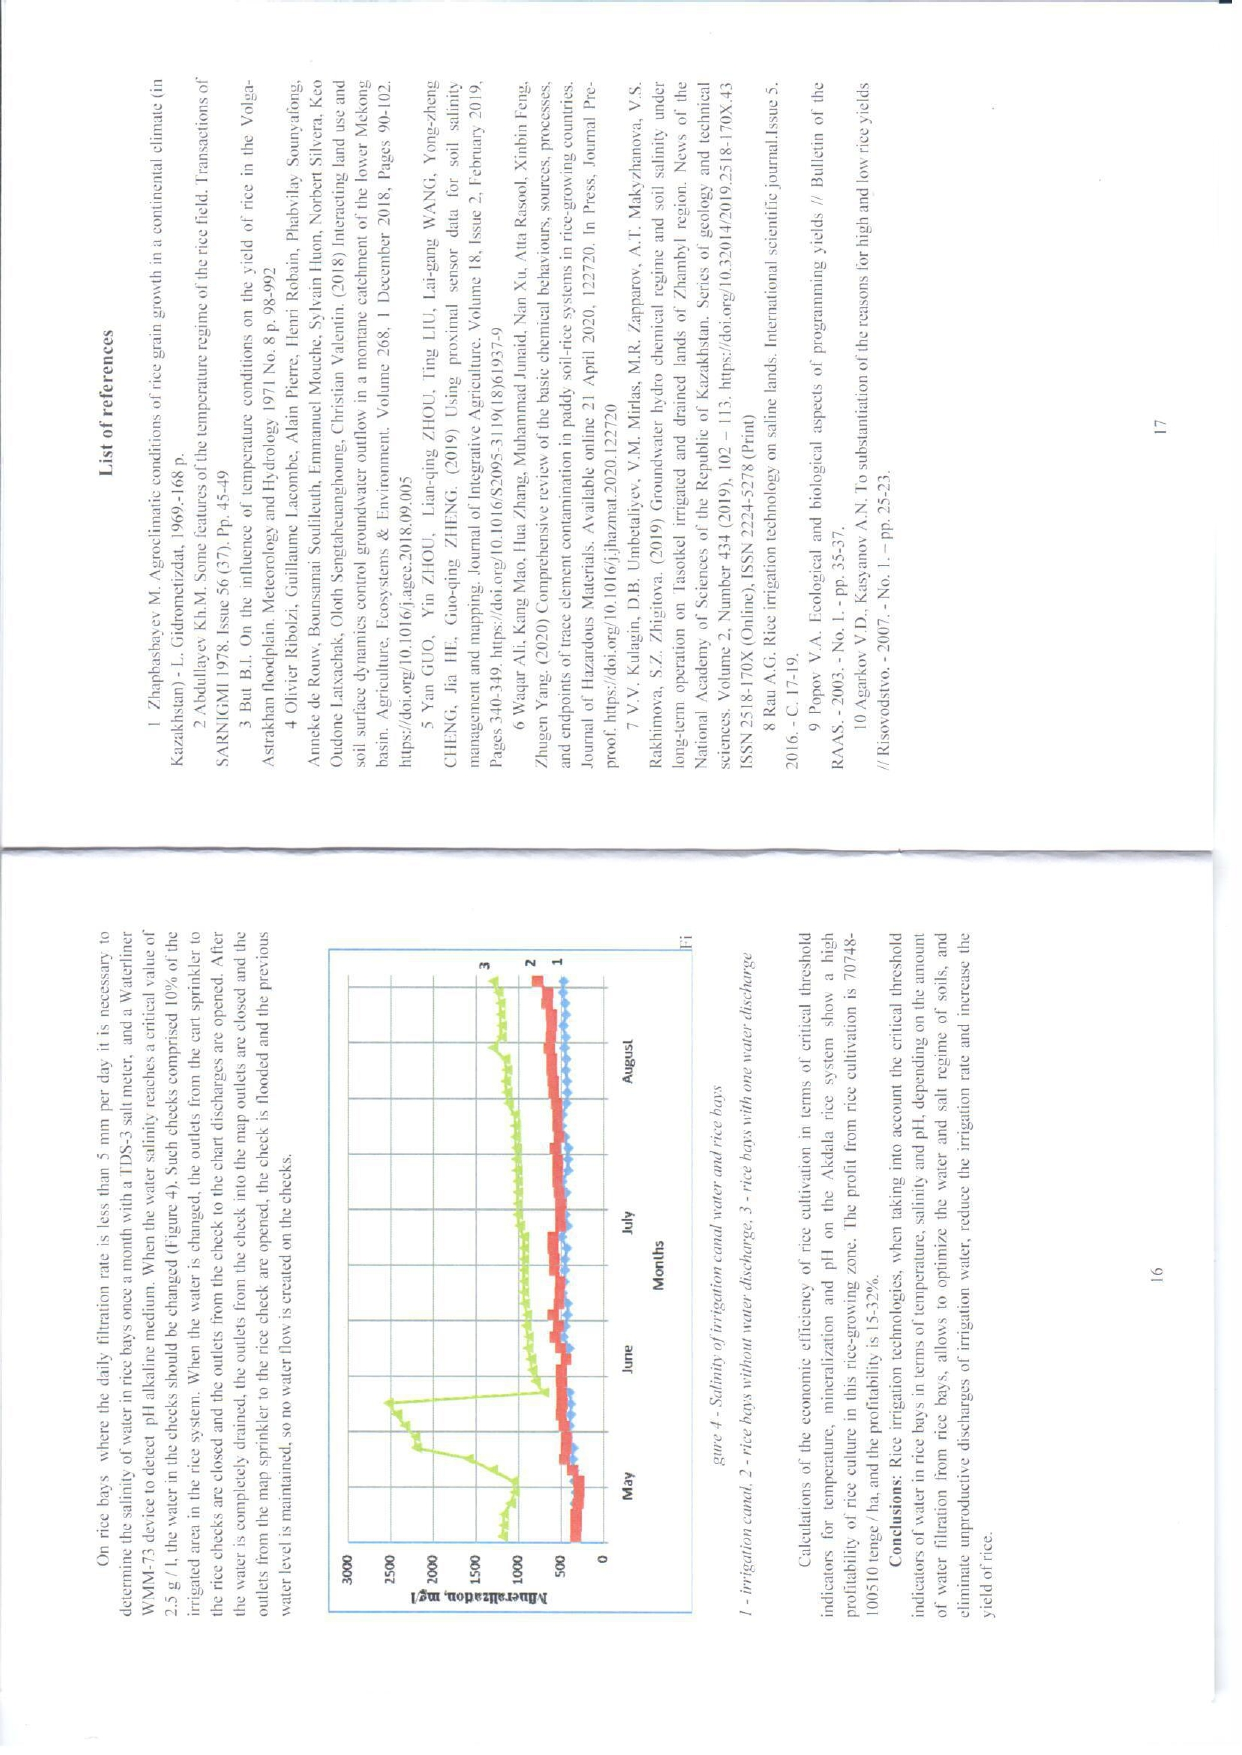 On rice bays where the daily filtration rate is less than 5 mm per day it is necessary to
determine the salinity of water in rice bays once a month with a TDS-3 salt meter, and a Waterliner
WMM-73 device to detect pH alkaline medium. When the water salinity reaches a critical value of
2.5 g / l, the water in the checks should be changed (Figure 4). Such checks comprised 10% of the
irrigated area in the rice system. When the water is changed, the outlets from the cart sprinkler to
the rice checks are closed and the outlets from the check to the chart discharges are opened. After
the water is completely drained, the outlets from the check into the map outlets are closed and the
outlets from the map sprinkler to the rice check are opened, the check is flooded and the previous
water level is maintained, so no water flow is created on the checks.
3000
2500
2000
1500
1000
500
0
Mineralization, mg/l
3
2
1
May
June
July
August
Months
Fi
gure 4 - Salinity of irrigation canal water and rice bays
1 - irrigation canal, 2 - rice bays without water discharge, 3 - rice bays with one water discharge
Calculations of the economic efficiency of rice cultivation in terms of critical threshold
indicators for temperature, mineralization and pH on the Akdala rice system show a high
profitability of rice culture in this rice-growing zone. The profit from rice cultivation is 70748-
100510 tenge / ha, and the profitability is 15-32%.
Conclusions: Rice irrigation technologies, when taking into account the critical threshold
indicators of water in rice bays in terms of temperature, salinity and pH, depending on the amount
of water filtration from rice bays, allows to optimize the water and salt regime of soils, and
eliminate unproductive discharges of irrigation water, reduce the irrigation rate and increase the
yield of rice.
16
List of references
1 Zhapbasbayev M. Agroclimatic conditions of rice grain growth in a continental climate (in
Kazakhstan) - L. Gidrometizdat, 1969,-168 p.
2 Abdullayev Kh.M. Some features of the temperature regime of the rice field. Transactions of
SARNIGMI 1978. Issue 56 (37). Pp. 45-49
3 But B.I. On the influence of temperature conditions on the yield of rice in the Volga-
Astrakhan floodplain. Meteorology and Hydrology 1971 No. 8 p. 98-992
4 Olivier Ribolzi, Guillaume Lacombe, Alain Pierre, Henri Robain, Phabvilay Sounyafong,
Anneke de Rouw, Bounsamai Soulileuth, Emmanuel Mouche, Sylvain Huon, Norbert Silvera, Keo
Oudone Latxachak, Oloth Sengtaheuanghoung, Christian Valentin. (2018) Interacting land use and
soil surface dynamics control groundwater outflow in a montane catchment of the lower Mekong
basin. Agriculture, Ecosystems & Environment. Volume 268, 1 December 2018, Pages 90-102.
https://doi.org/10.1016/j.agee.2018.09.005
5 Yan GUO, Yin ZHOU, Lian-qing ZHOU, Ting LIU, Lai-gang WANG, Yong-zheng
CHENG, Jia HE, Guo-qing ZHENG. (2019) Using proximal sensor data for soil salinity
management and mapping. Journal of Integrative Agriculture. Volume 18, Issue 2, February 2019,
Pages 340-349. https://doi.org/10.1016/S2095-3119(18)61937-9
6 Waqar Ali, Kang Mao, Hua Zhang, Muhammad Junaid, Nan Xu, Atta Rasool, Xinbin Feng,
Zhugen Yang. (2020) Comprehensive review of the basic chemical behaviours, sources, processes,
and endpoints of trace element contamination in paddy soil-rice systems in rice-growing countries.
Journal of Hazardous Materials. Available online 21 April 2020, 122720. In Press, Journal Pre-
proof. https://doi.org/10.1016/j.jhazmat.2020.122720
7 V.V. Kulagin, D.B. Umbetaliyev, V.M. Mirlas, M.R. Zapparov, A.T. Makyzhanova, V.S.
Rakhimova, S.Z. Zhigitova. (2019) Groundwater hydro chemical regime and soil salinity under
long-term operation on Tasotkel irrigated and drained lands of Zhambyl region. News of the
National Academy of Sciences of the Republic of Kazakhstan. Series of geology and technical
sciences. Volume 2, Number 434 (2019), 102 – 113. https://doi.org/10.32014/2019.2518-170X.43
ISSN 2518-170X (Online), ISSN 2224-5278 (Print)
8 Rau A.G. Rice irrigation technology on saline lands. International scientific journal.Issue 5.
2016. - C. 17-19.
9 Popov V.A. Ecological and biological aspects of programming yields // Bulletin of the
RAAS. - 2003. - No. 1. - pp. 35-37.
10 Agarkov V.D., Kasyanov A.N. To substantiation of the reasons for high and low rice yields
// Risovodstvo. - 2007. - No. 1. – pp. 25-23.
17